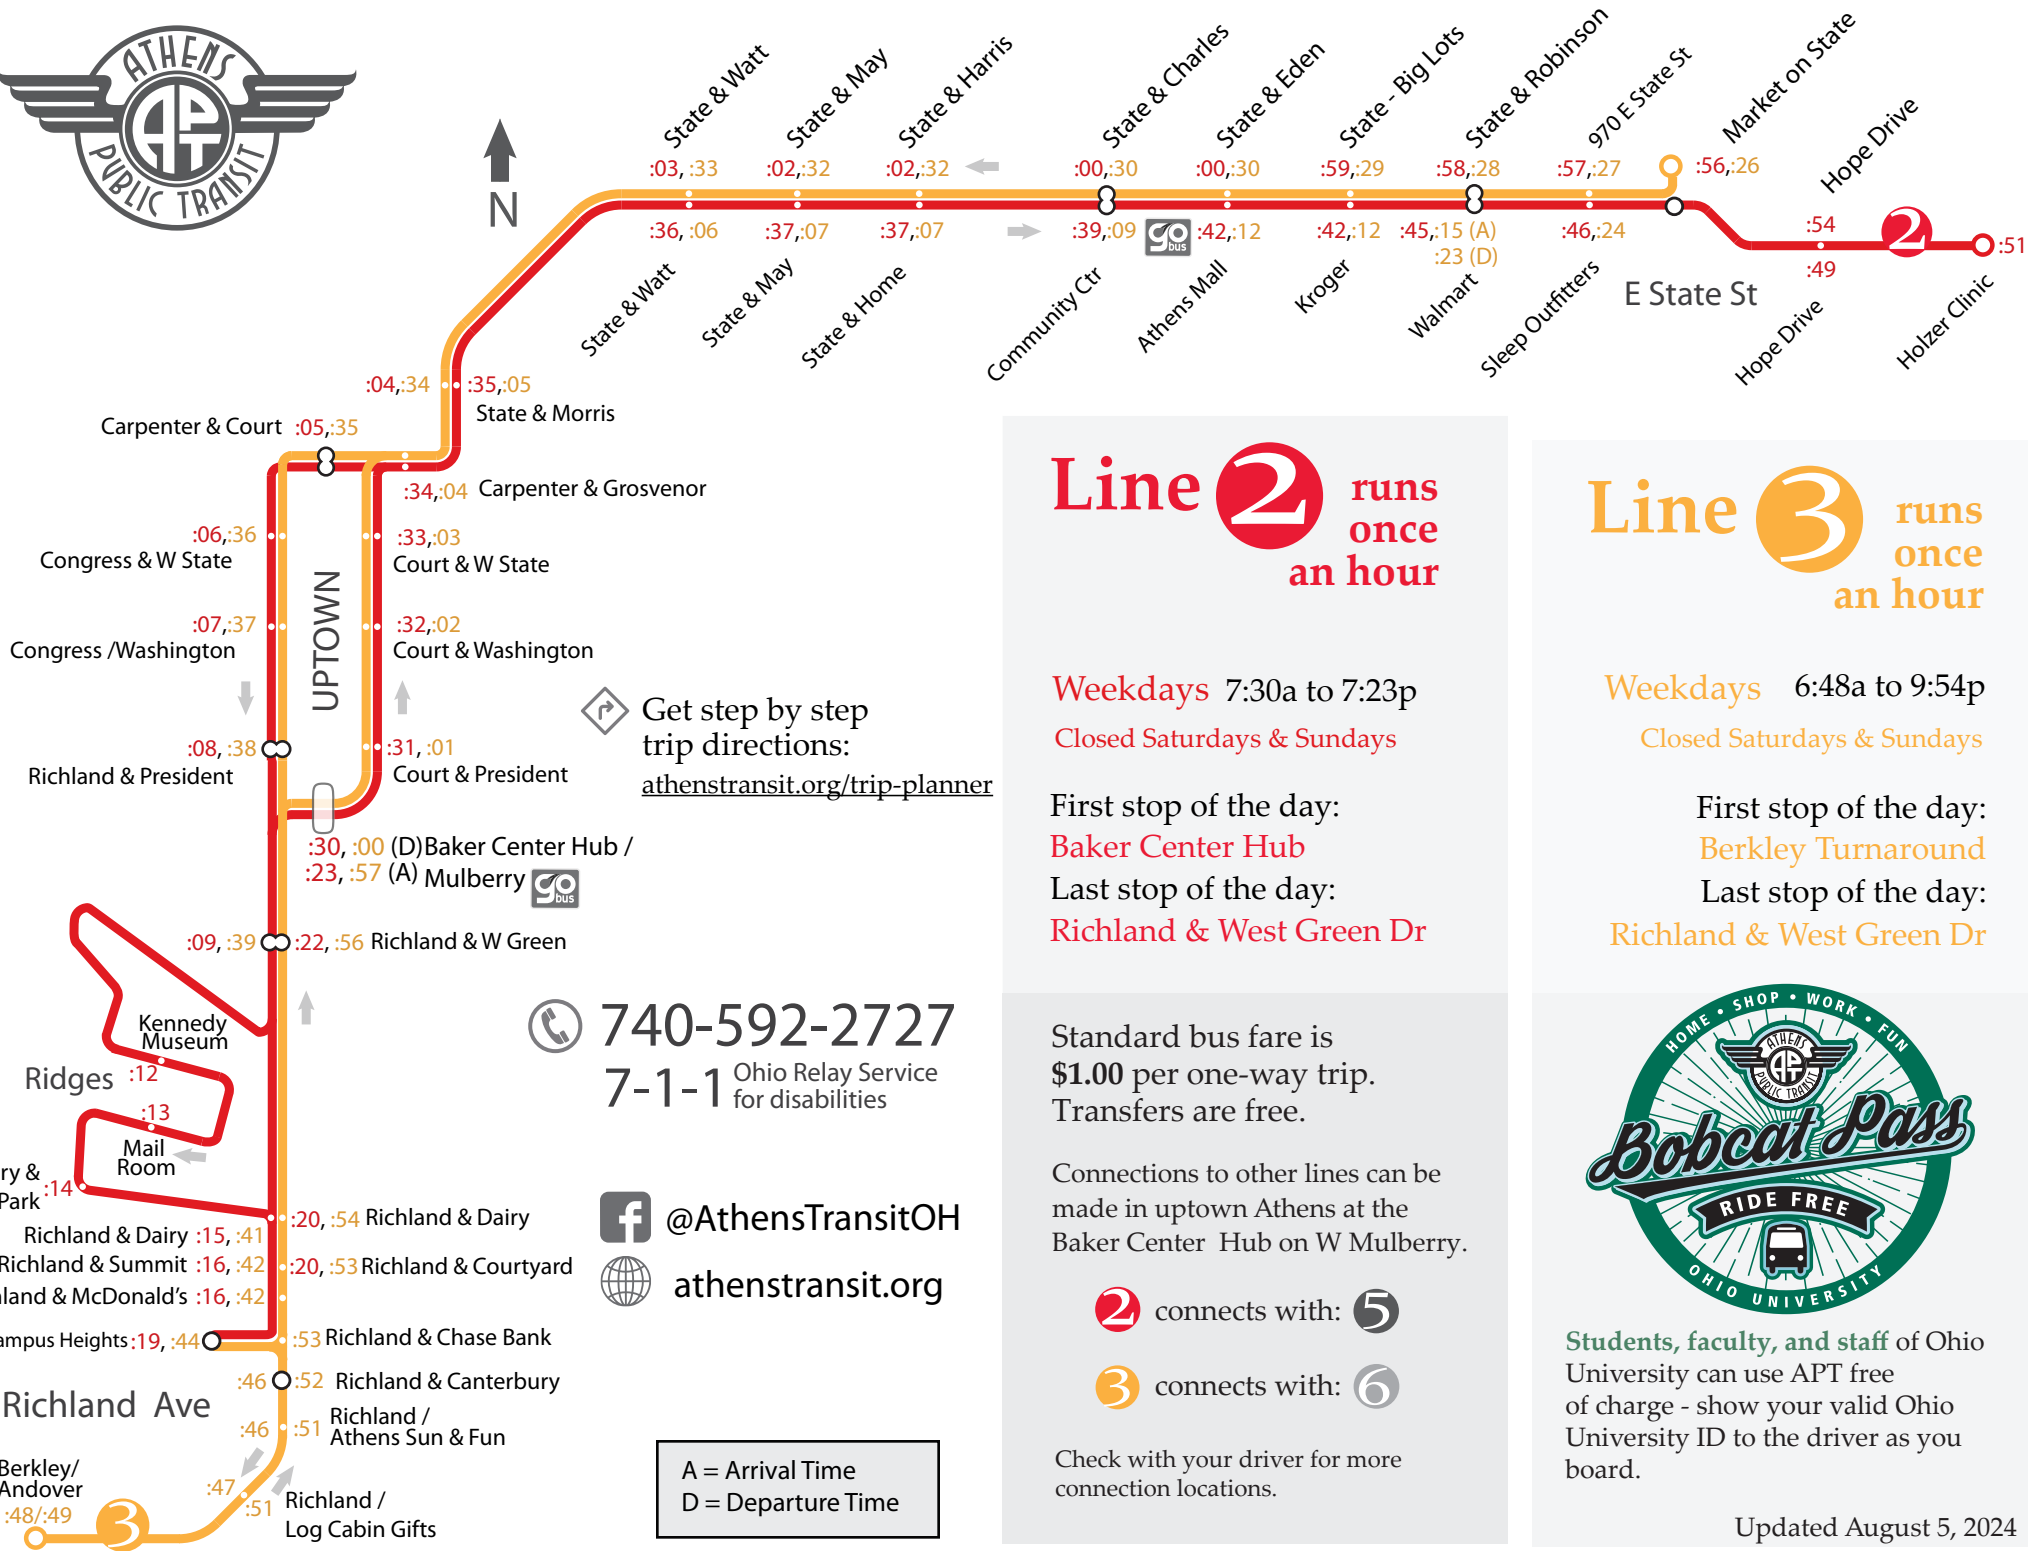 ATHENS
APT
PUBLIC TRANSIT
N
State & Watt
State & May
State & Harris
State & Charles
State & Eden
State - Big Lots
State & Robinson
970 E State St
Market on State
Hope Drive
:03, :33
:02,:32
:02,:32
:00,:30
:00,:30
:59,:29
:58,:28
:57,:27
:56,:26
:54
2
:51
:36, :06
:37,:07
:37,:07
:39,:09
go bus
:42,:12
:42,:12
:45,:15 (A)
:23 (D)
:46,:24
:49
State & Watt
State & May
State & Home
Community Ctr
Athens Mall
Kroger
Walmart
Sleep Outfitters
E State St
Hope Drive
Holzer Clinic
:04,:34
:35,:05
State & Morris
Carpenter & Court :05,:35
:34,:04 Carpenter & Grosvenor
:06,:36
Congress & W State
:33,:03
Court & W State
UPTOWN
:07,:37
Congress /Washington
:32,:02
Court & Washington
:08, :38
Richland & President
:31, :01
Court & President
:30, :00 (D)Baker Center Hub /
:23, :57 (A) Mulberry go bus
:09, :39
:22, :56 Richland & W Green
Kennedy
Museum
Ridges :12
:13
Mail
Room
ry &
Park :14
:20, :54 Richland & Dairy
Richland & Dairy :15, :41
Richland & Summit :16, :42
:20, :53 Richland & Courtyard
land & McDonald's :16, :42
ampus Heights :19, :44
:53 Richland & Chase Bank
:46 :52 Richland & Canterbury
Richland Ave
:46 :51 Richland /
Athens Sun & Fun
Berkley/
Andover
:48/:49
3
:47
:51 Richland /
Log Cabin Gifts
Get step by step
trip directions:
athenstransit.org/trip-planner
740-592-2727
7-1-1 Ohio Relay Service
for disabilities
@AthensTransitOH
athenstransit.org
A = Arrival Time
D = Departure Time
Line 2 runs
once
an hour
Weekdays 7:30a to 7:23p
Closed Saturdays & Sundays
First stop of the day:
Baker Center Hub
Last stop of the day:
Richland & West Green Dr
Standard bus fare is
$1.00 per one-way trip.
Transfers are free.
Connections to other lines can be
made in uptown Athens at the
Baker Center Hub on W Mulberry.
2 connects with: 5
3 connects with: 6
Check with your driver for more
connection locations.
Line 3 runs
once
an hour
Weekdays 6:48a to 9:54p
Closed Saturdays & Sundays
First stop of the day:
Berkley Turnaround
Last stop of the day:
Richland & West Green Dr
HOME • SHOP • WORK • FUN
ATHENS
APT
PUBLIC TRANSIT
Bobcat Pass
RIDE FREE
OHIO UNIVERSITY
Students, faculty, and staff of Ohio
University can use APT free
of charge - show your valid Ohio
University ID to the driver as you
board.
Updated August 5, 2024